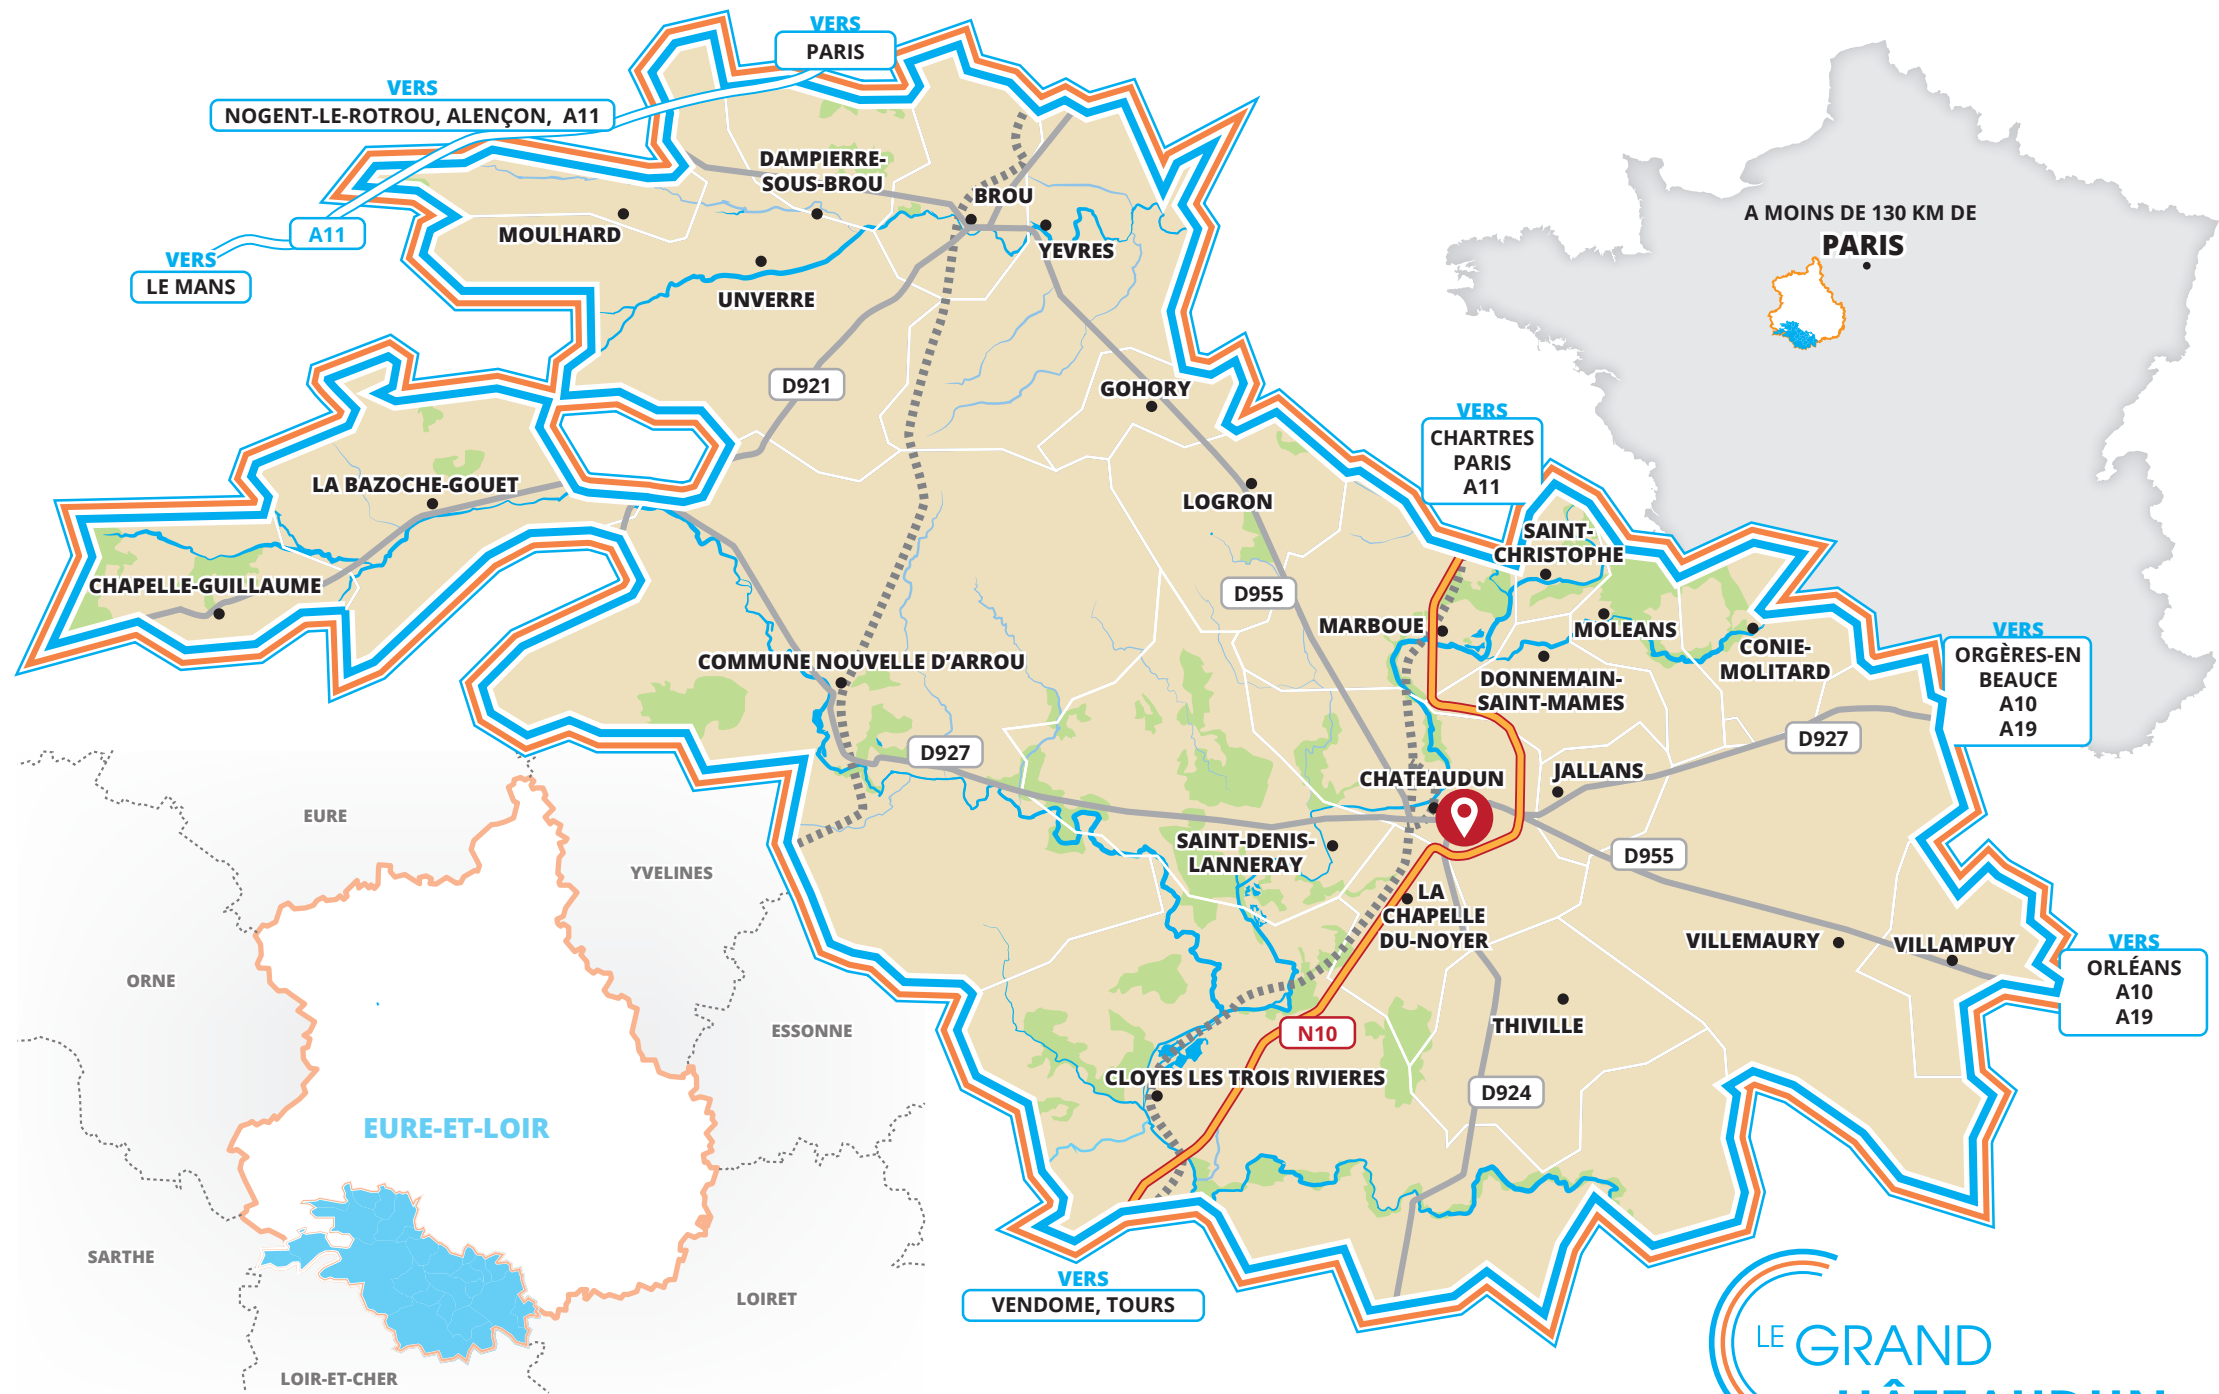 VERS
PARIS
VERS
NOGENT-LE-ROTROU, ALENÇON, A11
A11
VERS
LE MANS
DAMPIERRE-
SOUS-BROU
BROU
MOULHARD
YEVRES
UNVERRE
D921
GOHORY
LA BAZOCHE-GOUET
CHAPELLE-GUILLAUME
LOGRON
A MOINS DE 130 KM DE
PARIS
VERS
CHARTRES
PARIS
A11
SAINT-
CHRISTOPHE
D955
MARBOUE
MOLEANS
CONIE-
MOLITARD
DONNEMAIN-
SAINT-MAMES
VERS
ORGÈRES-EN
BEAUCE
A10
A19
COMMUNE NOUVELLE D'ARROU
D927
D927
CHATEAUDUN
JALLANS
SAINT-DENIS-
LANNERAY
D955
LA
CHAPELLE
DU-NOYER
VILLEMAURY
VILLAMPUY
VERS
ORLÉANS
A10
A19
THIVILLE
N10
CLOYES LES TROIS RIVIERES
D924
VERS
VENDOME, TOURS
EURE
YVELINES
ORNE
ESSONNE
EURE-ET-LOIR
SARTHE
LOIRET
LOIR-ET-CHER
LE GRAND